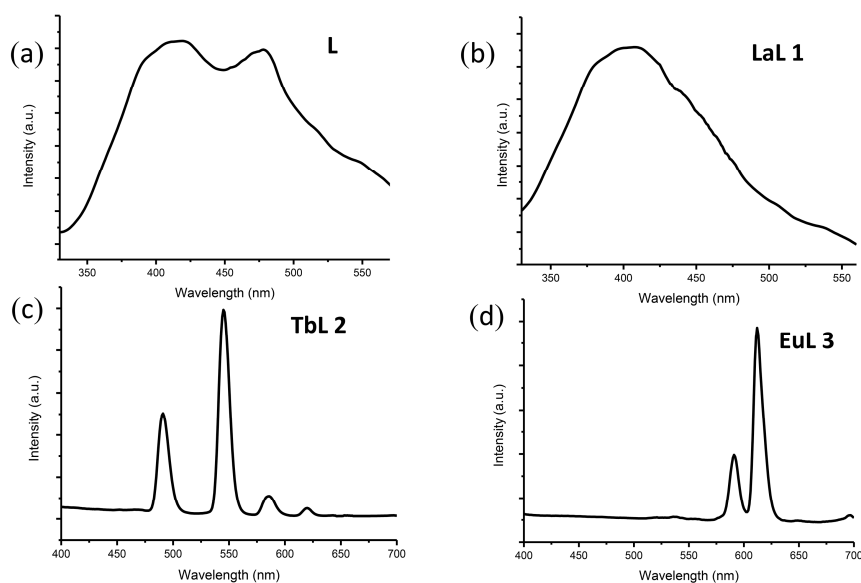 (a)
L
Intensity (a.u.)
350 400 450 500 550
Wavelength (nm)
(b)
LaL 1
Intensity (a.u.)
350 400 450 500 550
Wavelength (nm)
(c)
TbL 2
Intensity (a.u.)
400 450 500 550 600 650 700
Wavelength (nm)
(d)
EuL 3
Intensity (a.u.)
400 450 500 550 600 650 700
Wavelength (nm)